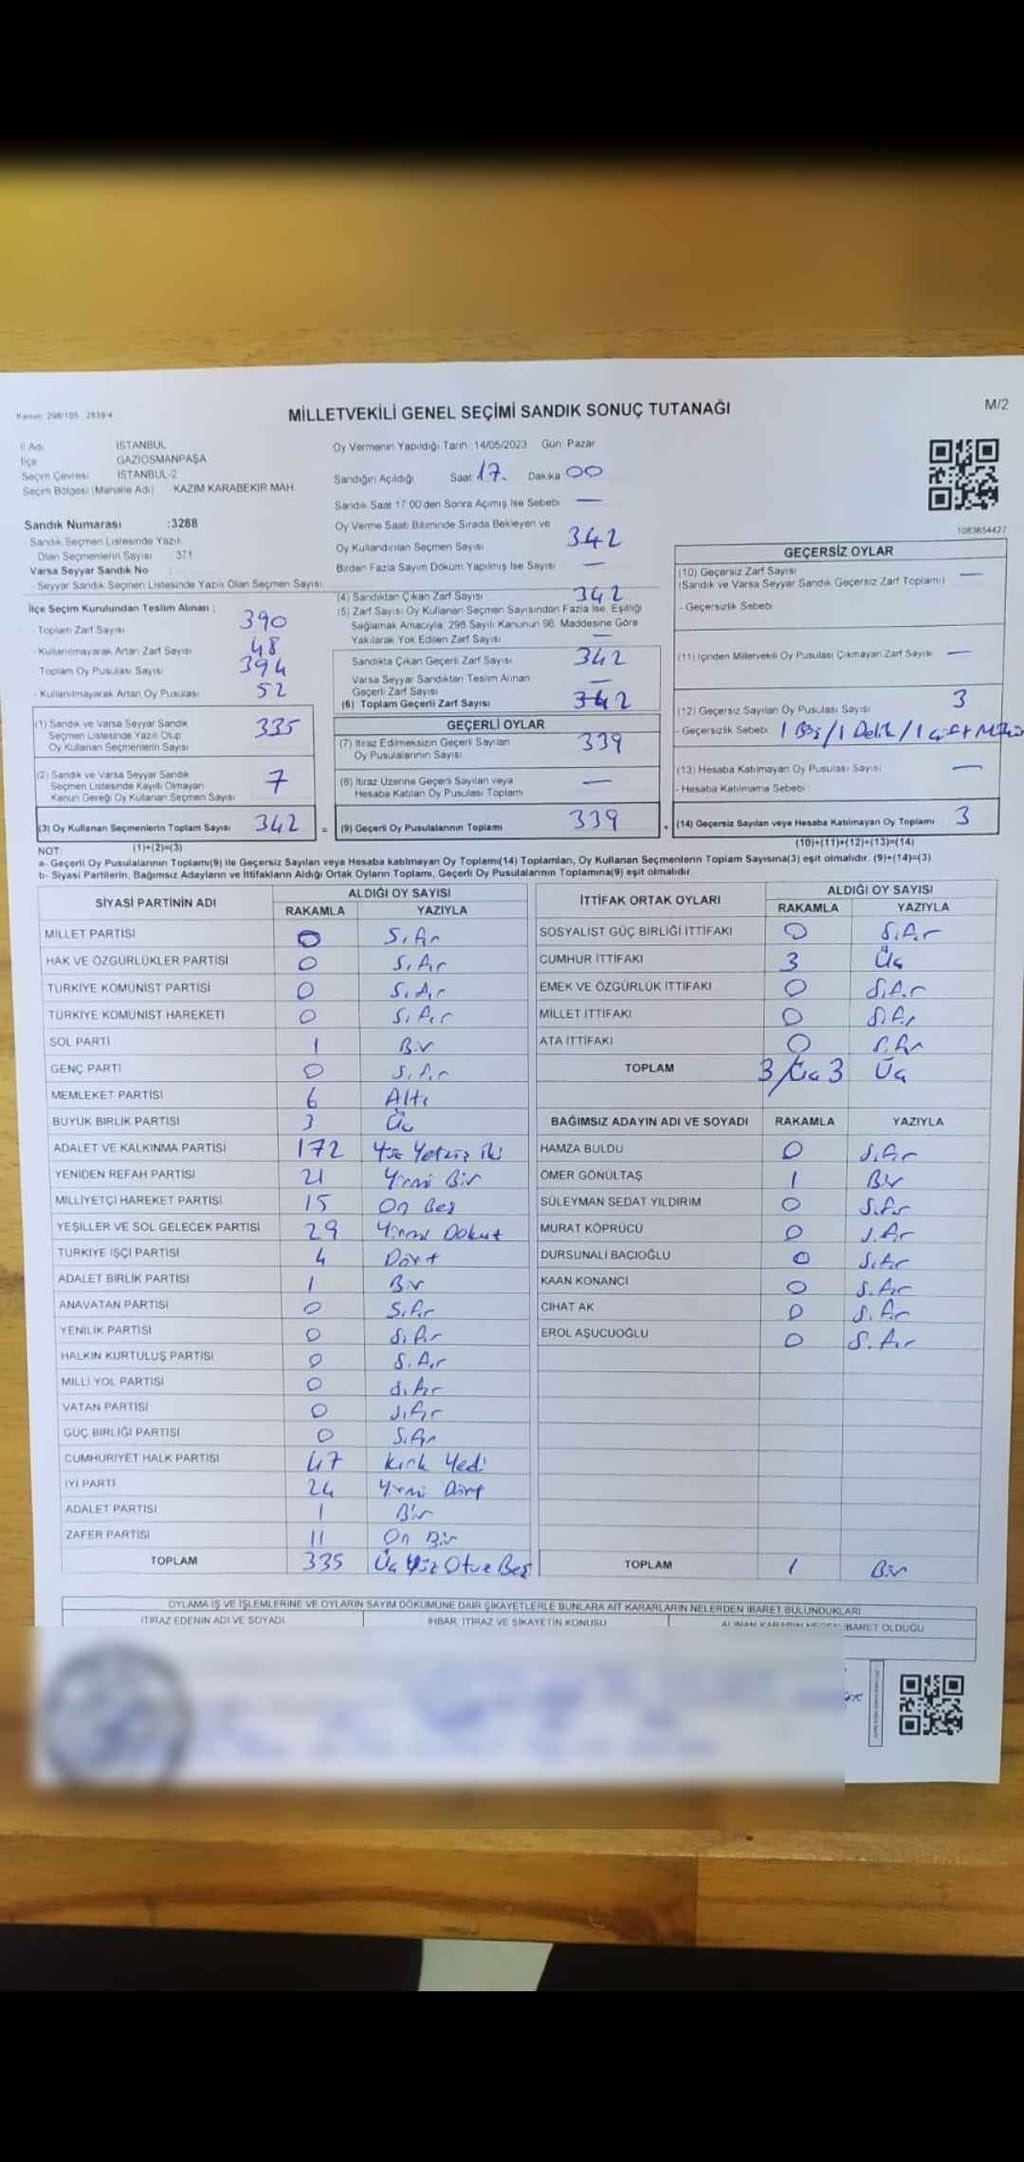 Kanun: 298/105 2839/4
MİLLETVEKİLİ GENEL SEÇİMİ SANDIK SONUÇ TUTANAĞI
M/2
İl Adı: İSTANBUL
İlçe GAZİOSMANPAŞA
Seçim Çevresi İSTANBUL-2
Seçim Bölgesi (Mahalle Adı) : KAZIM KARABEKİR MAH.
Oy Vermenin Yapıldığı Tarih: 14/05/2023 Gün: Pazar
Sandığın Açıldığı Saat 17. Dakika 00
Sandık Saat 17:00'den Sonra Açılmış İse Sebebi —
Sandık Numarası :3288
Sandık Seçmen Listesinde Yazılı
Olan Seçmenlerin Sayısı : 371
Varsa Seyyar Sandık No :
- Seyyar Sandık Seçmen Listesinde Yazılı Olan Seçmen Sayısı:
Oy Verme Saati Bitiminde Sırada Bekleyen ve
Oy Kullandırılan Seçmen Sayısı 342
Birden Fazla Sayım Döküm Yapılmış İse Sayısı —
1083654427
İlçe Seçim Kurulundan Teslim Alınan :
- Toplam Zarf Sayısı 390
- Kullanılmayarak Artan Zarf Sayısı 48
- Toplam Oy Pusulası Sayısı 394
- Kullanılmayarak Artan Oy Pusulası 52
(1) Sandık ve Varsa Seyyar Sandık
Seçmen Listesinde Yazılı Olup
Oy Kullanan Seçmenlerin Sayısı 335
(2) Sandık ve Varsa Seyyar Sandık
Seçmen Listesinde Kayıtlı Olmayan
Kanun Gereği Oy Kullanan Seçmen Sayısı 7
(3) Oy Kullanan Seçmenlerin Toplam Sayısı 342 =
(4) Sandıktan Çıkan Zarf Sayısı 342
(5) Zarf Sayısı Oy Kullanan Seçmen Sayısından Fazla İse, Eşitliği
Sağlamak Amacıyla, 298 Sayılı Kanunun 98. Maddesine Göre
Yakılarak Yok Edilen Zarf Sayısı —
Sandıkta Çıkan Geçerli Zarf Sayısı 342
Varsa Seyyar Sandıktan Teslim Alınan
Geçerli Zarf Sayısı —
(6) Toplam Geçerli Zarf Sayısı 342
GEÇERLİ OYLAR
(7) İtiraz Edilmeksizin Geçerli Sayılan
Oy Pusulalarının Sayısı 339
(8) İtiraz Üzerine Geçerli Sayılan veya
Hesaba Katılan Oy Pusulası Toplamı —
(9) Geçerli Oy Pusulalarının Toplamı 339 +
GEÇERSİZ OYLAR
(10) Geçersiz Zarf Sayısı —
(Sandık ve Varsa Seyyar Sandık Geçersiz Zarf Toplamı)
- Geçersizlik Sebebi
(11) İçinden Milletvekili Oy Pusulası Çıkmayan Zarf Sayısı —
(12) Geçersiz Sayılan Oy Pusulası Sayısı 3
- Geçersizlik Sebebi 1 Boş/1 Delik/1 Çift
(13) Hesaba Katılmayan Oy Pusulası Sayısı —
- Hesaba Katılmama Sebebi
(14) Geçersiz Sayılan veya Hesaba Katılmayan Oy Toplamı 3
NOT: (1)+(2)=(3) (10)+(11)+(12)+(13)=(14)
a- Geçerli Oy Pusulalarının Toplamı(9) ile Geçersiz Sayılan veya Hesaba katılmayan Oy Toplamı(14) Toplamları, Oy Kullanan Seçmenlerin Toplam Sayısına(3) eşit olmalıdır. (9)+(14)=(3)
b- Siyasi Partilerin, Bağımsız Adayların ve İttifakların Aldığı Ortak Oyların Toplamı, Geçerli Oy Pusulalarının Toplamına(9) eşit olmalıdır.
SİYASİ PARTİNİN ADI ALDIĞI OY SAYISI
RAKAMLA YAZIYLA
MİLLET PARTİSİ 0 Sıfır
HAK VE ÖZGÜRLÜKLER PARTİSİ 0 Sıfır
TÜRKİYE KOMÜNİST PARTİSİ 0 Sıfır
TÜRKİYE KOMÜNİST HAREKETİ 0 Sıfır
SOL PARTİ 1 Bir
GENÇ PARTİ 0 Sıfır
MEMLEKET PARTİSİ 6 Altı
BÜYÜK BİRLİK PARTİSİ 3 Üç
ADALET VE KALKINMA PARTİSİ 172 Yüz Yetmiş İki
YENİDEN REFAH PARTİSİ 21 Yirmi Bir
MİLLİYETÇİ HAREKET PARTİSİ 15 On Beş
YEŞİLLER VE SOL GELECEK PARTİSİ 29 Yirmi Dokuz
TÜRKİYE İŞÇİ PARTİSİ 4 Dört
ADALET BİRLİK PARTİSİ 1 Bir
ANAVATAN PARTİSİ 0 Sıfır
YENİLİK PARTİSİ 0 Sıfır
HALKIN KURTULUŞ PARTİSİ 0 Sıfır
MİLLİ YOL PARTİSİ 0 Sıfır
VATAN PARTİSİ 0 Sıfır
GÜÇ BİRLİĞİ PARTİSİ 0 Sıfır
CUMHURİYET HALK PARTİSİ 47 Kırk Yedi
İYİ PARTİ 24 Yirmi Dört
ADALET PARTİSİ 1 Bir
ZAFER PARTİSİ 11 On Bir
TOPLAM 335 Üç Yüz Otuz Beş
İTTİFAK ORTAK OYLARI ALDIĞI OY SAYISI
RAKAMLA YAZIYLA
SOSYALİST GÜÇ BİRLİĞİ İTTİFAKI 0 Sıfır
CUMHUR İTTİFAKI 3 Üç
EMEK VE ÖZGÜRLÜK İTTİFAKI 0 Sıfır
MİLLET İTTİFAKI 0 Sıfır
ATA İTTİFAKI 0 Sıfır
TOPLAM 3/Üç 3 Üç
BAĞIMSIZ ADAYIN ADI VE SOYADI RAKAMLA YAZIYLA
HAMZA BULDU 0 Sıfır
ÖMER GÖNÜLTAŞ 1 Bir
SÜLEYMAN SEDAT YILDIRIM 0 Sıfır
MURAT KÖPRÜCÜ 0 Sıfır
DURSUNALİ BACIOĞLU 0 Sıfır
KAAN KONANCİ 0 Sıfır
CİHAT AK 0 Sıfır
EROL AŞUCUOĞLU 0 Sıfır
TOPLAM 1 Bir
OYLAMA İŞ VE İŞLEMLERİNE VE OYLARIN SAYIM DÖKÜMÜNE DAİR ŞİKAYETLERLE BUNLARA AİT KARARLARIN NELERDEN İBARET BULUNDUKLARI
İTİRAZ EDENİN ADI VE SOYADI İHBAR, İTİRAZ VE ŞİKAYETİN KONUSU İBARET OLDUĞU